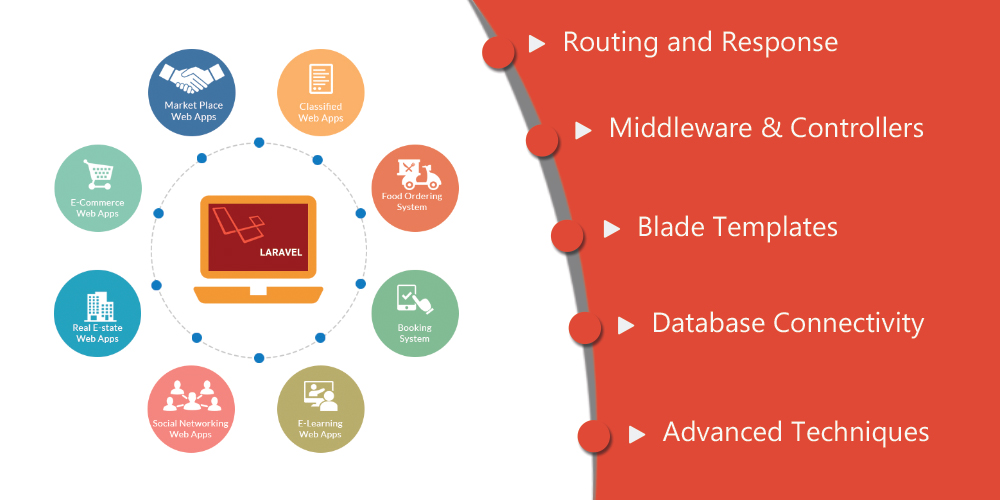 Market Place
Web Apps
Classified
Web Apps
E-Commerce
Web Apps
Food Ordering
System
LARAVEL
Real E-state
Web Apps
Booking
System
Social Networking
Web Apps
E-Learning
Web Apps
Routing and Response
Middleware & Controllers
Blade Templates
Database Connectivity
Advanced Techniques